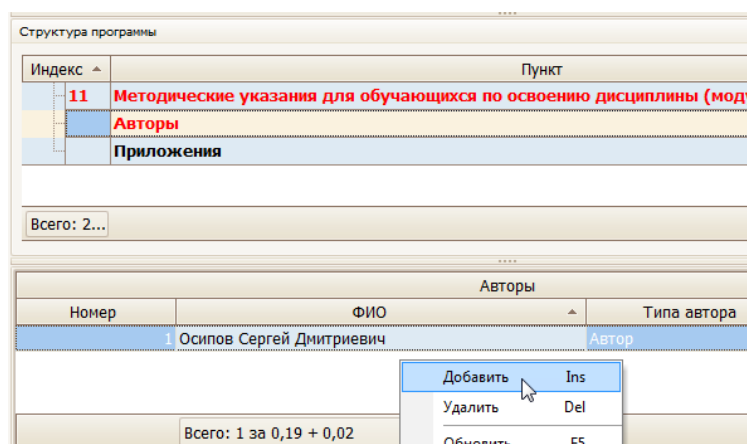 Структура программы
Индекс Пункт
11 Методические указания для обучающихся по освоению дисциплины (мод
Авторы
Приложения
Всего: 2...
Авторы
Номер ФИО Типа автора
1 Осипов Сергей Дмитриевич Автор
Добавить Ins
Удалить Del
Всего: 1 за 0,19 + 0,02
Обновить F5